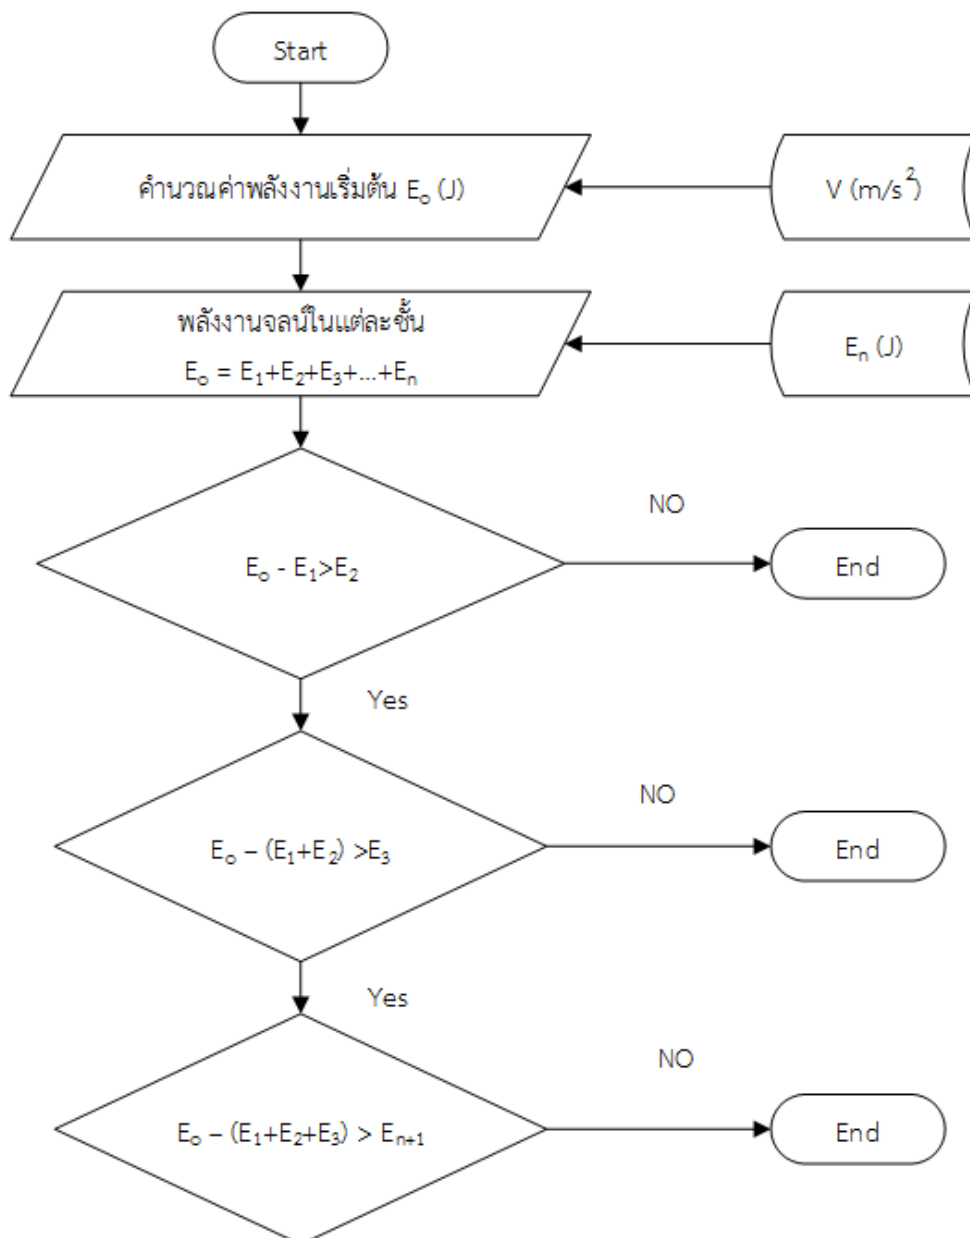 Start
คำนวณค่าพลังงานเริ่มต้น Eₒ (J)
V (m/s²)
พลังงานจลน์ในแต่ละชั้น
Eₒ = E₁+E₂+E₃+...+Eₙ
Eₙ (J)
NO
Eₒ - E₁>E₂
End
Yes
NO
Eₒ – (E₁+E₂) >E₃
End
Yes
NO
Eₒ – (E₁+E₂+E₃) > Eₙ₊₁
End